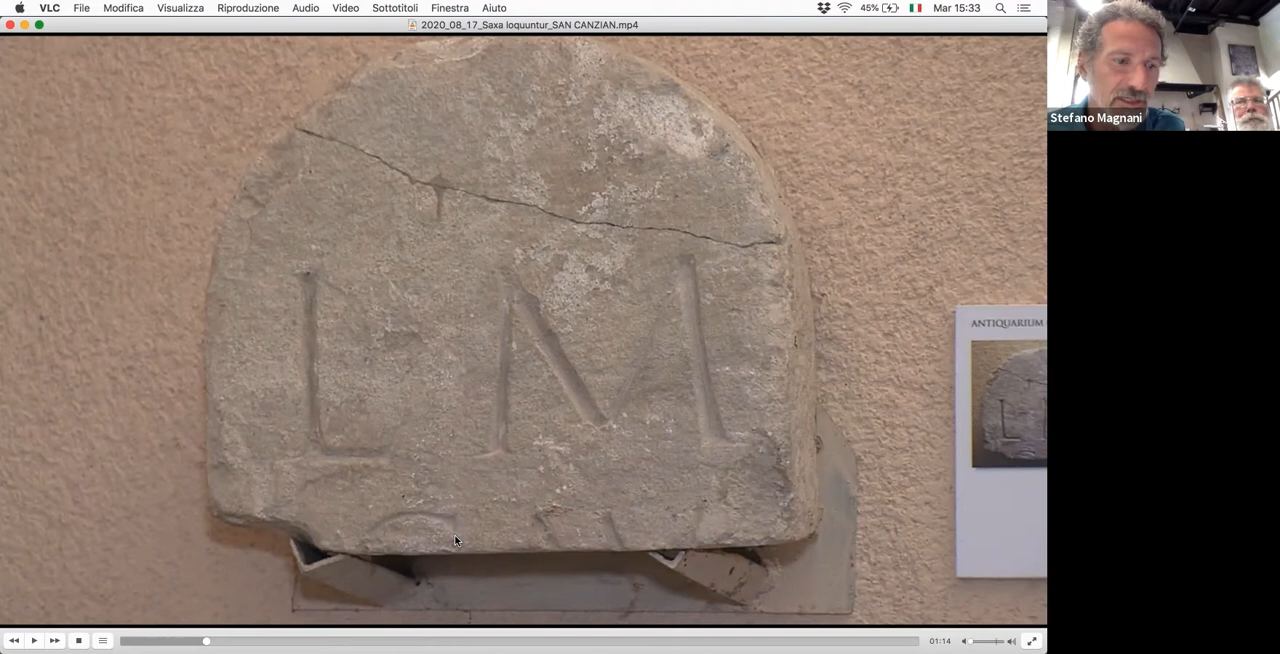 VLC File Modifica Visualizza Riproduzione Audio Video Sottotitoli Finestra Aiuto 45% Mar 15:33
2020_08_17_Saxa loquuntur_SAN CANZIAN.mp4
Stefano Magnani
L M
ANTIQUARIUM
L
01:14